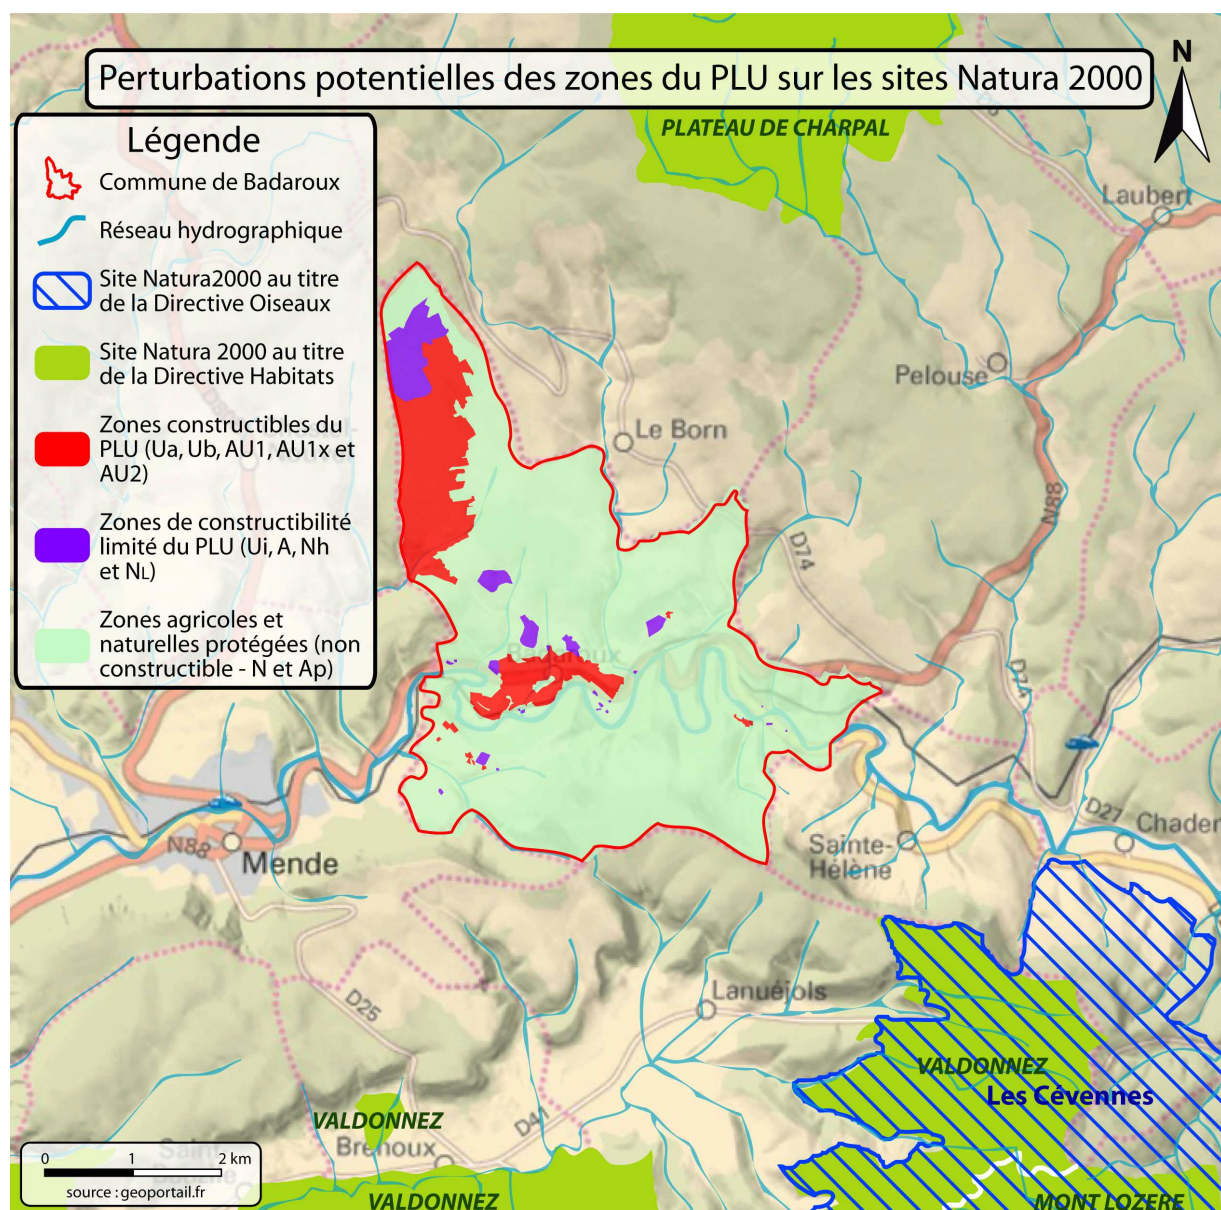 Perturbations potentielles des zones du PLU sur les sites Natura 2000
N
PLATEAU DE CHARPAL
Légende
Commune de Badaroux
Réseau hydrographique
Site Natura2000 au titre
de la Directive Oiseaux
Site Natura 2000 au titre
de la Directive Habitats
Zones constructibles du
PLU (Ua, Ub, AU1, AU1x et
AU2)
Zones de constructibilité
limité du PLU (Ui, A, Nh
et NL)
Zones agricoles et
naturelles protégées (non
constructible - N et Ap)
Laubert
Pelouse
Le Born
N88
D74
Badaroux
D74
N88
Mende
Sainte-
Hélène
D27
Chader
D25
Lanuéjols
VALDONNEZ
Les Cévennes
VALDONNEZ
D41
Brenoux
VALDONNEZ
MONT LOZERE
0 1 2 km
source : geoportail.fr